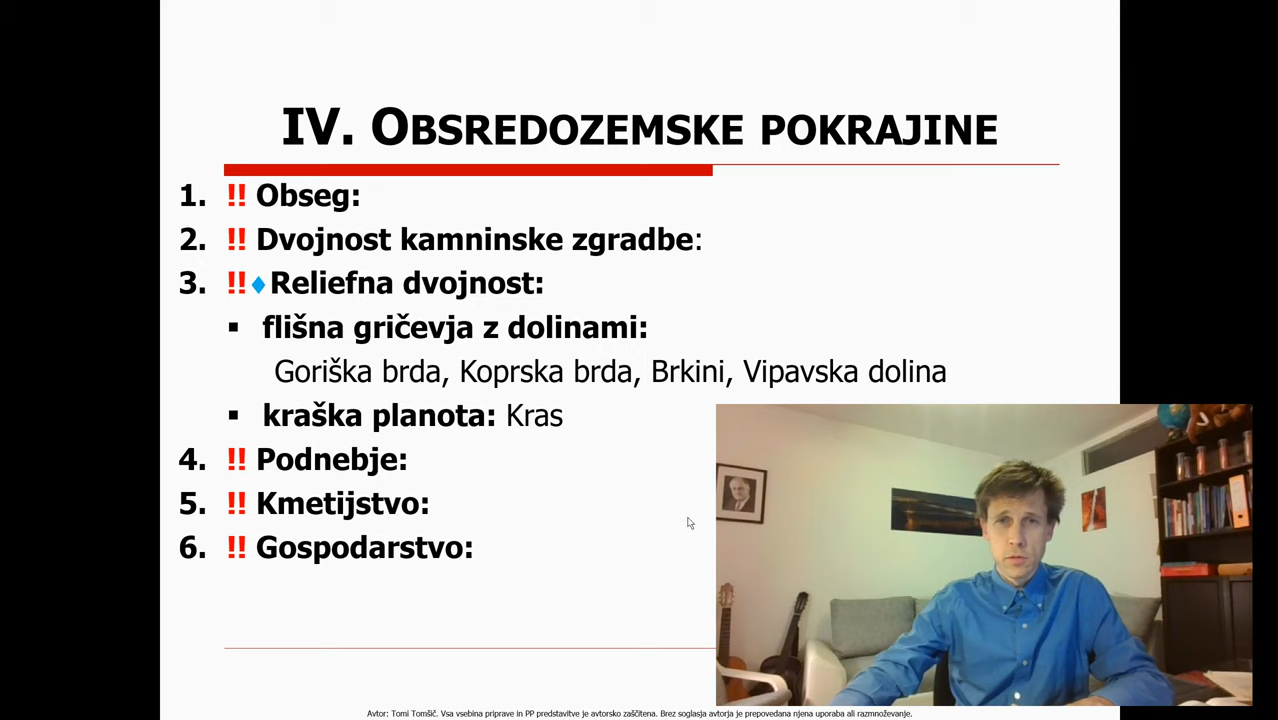 IV. OBSREDOZEMSKE POKRAJINE
1. !! Obseg:
2. !! Dvojnost kamninske zgradbe:
3. !!♦Reliefna dvojnost:
▪ flišna gričevja z dolinami:
Goriška brda, Koprska brda, Brkini, Vipavska dolina
▪ kraška planota: Kras
4. !! Podnebje:
5. !! Kmetijstvo:
6. !! Gospodarstvo:
Avtor: Tomi Tomšič. Vsa vsebina priprave in PP predstavitve je avtorsko zaščitena. Brez soglasja avtorja je prepovedana njena uporaba ali razmnoževanje.